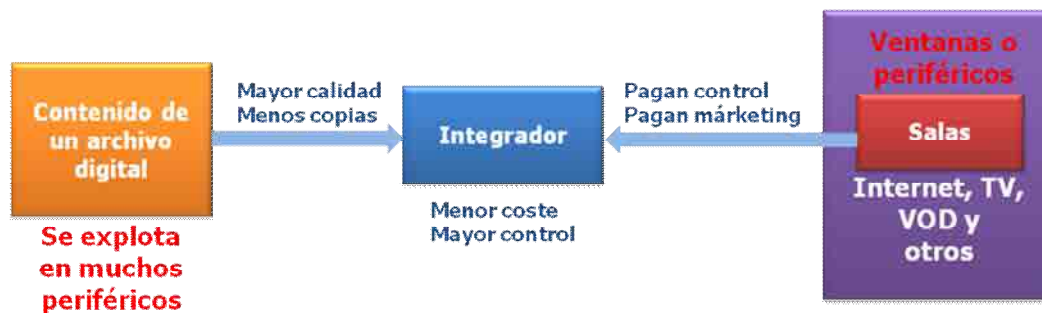 Contenido de
un archivo
digital
Se explota
en muchos
periféricos
Mayor calidad
Menos copias
Integrador
Menor coste
Mayor control
Pagan control
Pagan márketing
Ventanas o
periféricos
Salas
Internet, TV,
VOD y
otros